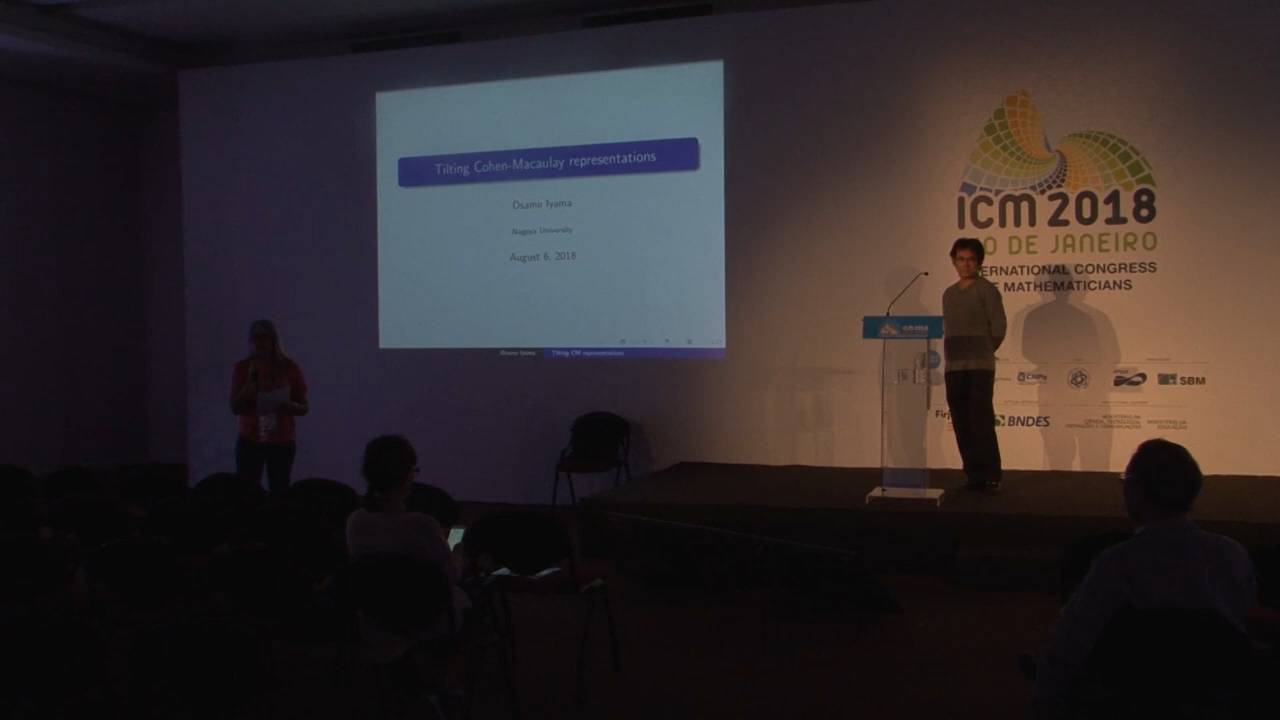 Tilting Cohen-Macaulay representations
Osamu Iyama
Nagoya University
August 6, 2018
Osamu Iyama
Tilting CM representations
ICM 2018
O DE JANEIRO
ERNATIONAL CONGRESS
MATHEMATICIANS
SBM
BNDES